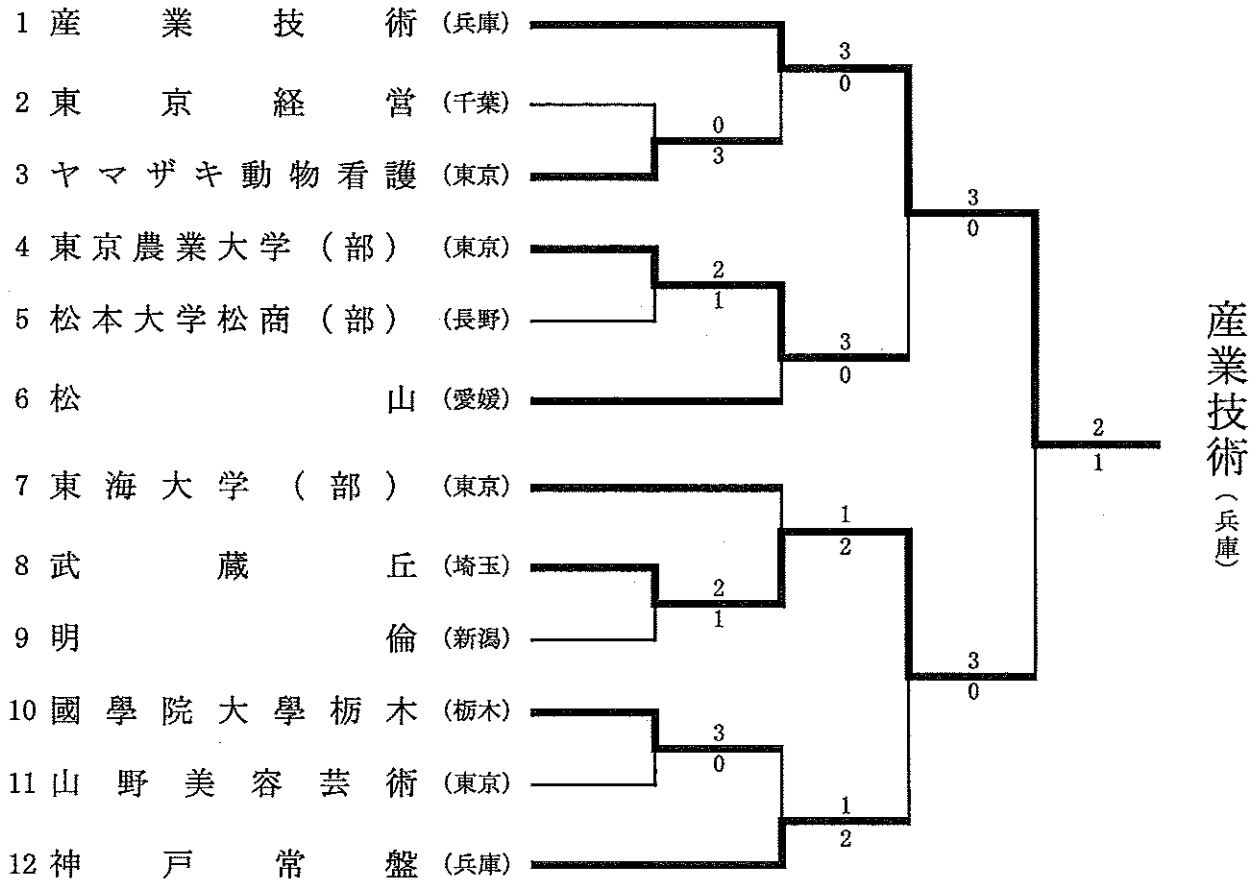 1 産業技術 (兵庫)
2 東京経営 (千葉)
3 ヤマザキ動物看護 (東京)
4 東京農業大学(部) (東京)
5 松本大学松商(部) (長野)
6 松山 (愛媛)
7 東海大学(部) (東京)
8 武蔵丘 (埼玉)
9 明倫 (新潟)
10 國學院大學栃木 (栃木)
11 山野美容芸術 (東京)
12 神戸常盤 (兵庫)
0
3
2
1
2
1
3
0
3
0
3
0
1
2
1
2
3
0
3
0
2
1
産業技術(兵庫)